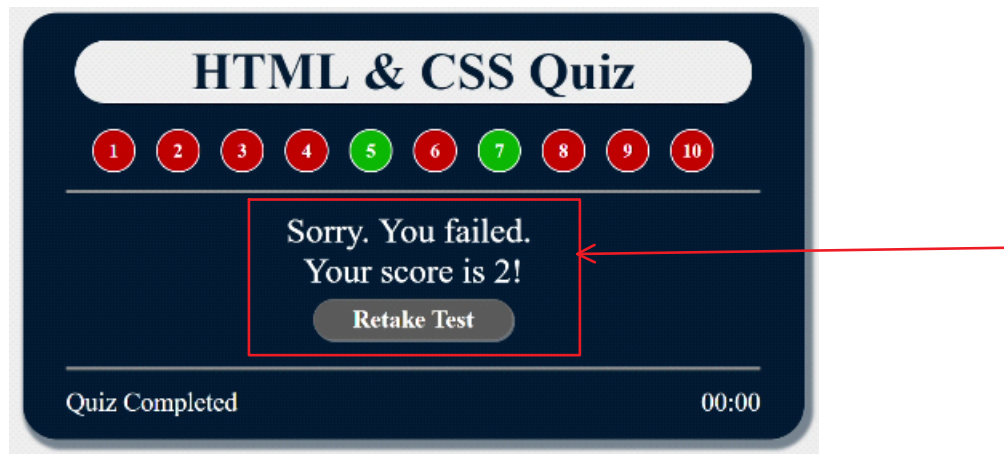 HTML & CSS Quiz
1 2 3 4 5 6 7 8 9 10
Sorry. You failed.
Your score is 2!
Retake Test
Quiz Completed 00:00